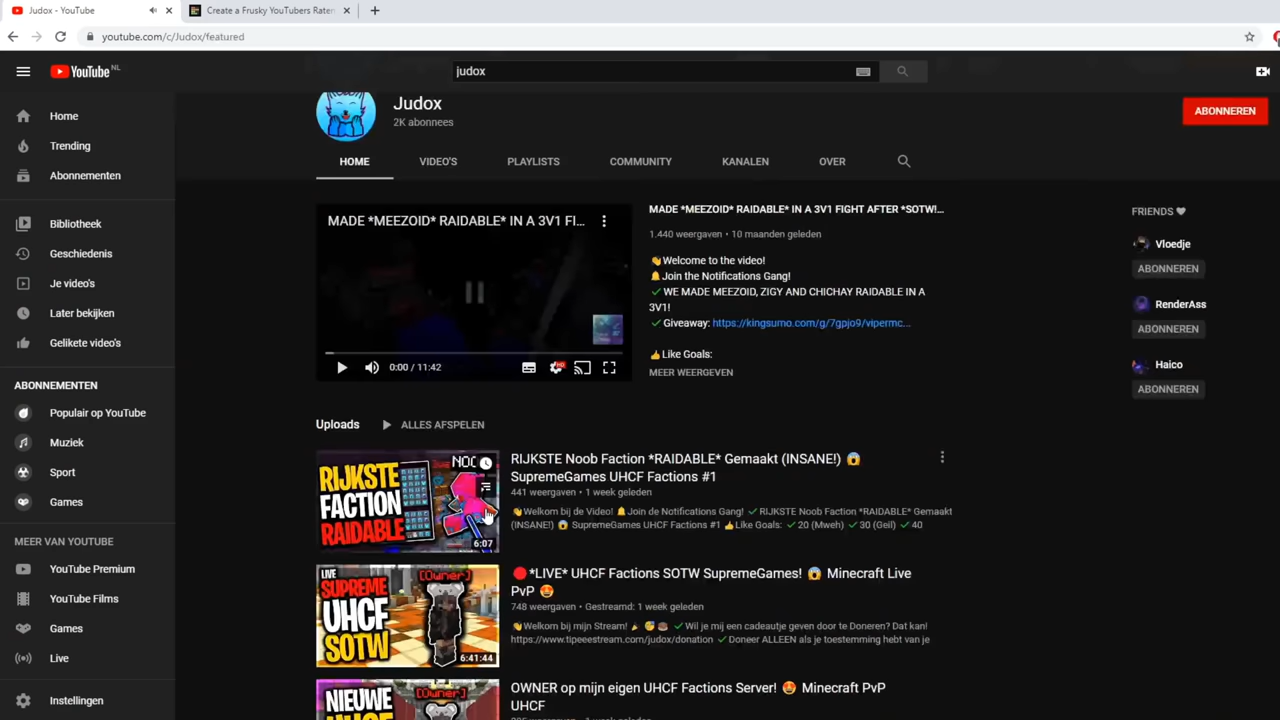 Judox - YouTube
Create a Frusky YouTubers Raten
youtube.com/c/Judox/featured
YouTube NL
judox
Home
Trending
Abonnementen
Bibliotheek
Geschiedenis
Je video's
Later bekijken
Gelikete video's
ABONNEMENTEN
Populair op YouTube
Muziek
Sport
Games
MEER VAN YOUTUBE
YouTube Premium
YouTube Films
Games
Live
Instellingen
Judox
2K abonnees
ABONNEREN
HOME VIDEO'S PLAYLISTS COMMUNITY KANALEN OVER
MADE *MEEZOID* RAIDABLE* IN A 3V1 FI...
0:00 / 11:42
HD
MADE *MEEZOID* RAIDABLE* IN A 3V1 FIGHT AFTER *SOTW!...
1.440 weergaven • 10 maanden geleden
👋Welcome to the video!
🔔Join the Notifications Gang!
✓ WE MADE MEEZOID, ZIGY AND CHICHAY RAIDABLE IN A
3V1!
✓ Giveaway: https://kingsumo.com/g/7gpjo9/vipermc...
👍Like Goals:
MEER WEERGEVEN
FRIENDS ❤
Vloedje
ABONNEREN
RenderAss
ABONNEREN
Haico
ABONNEREN
Uploads ALLES AFSPELEN
NOO
RIJKSTE
FACTION
RAIDABLE
6:07
RIJKSTE Noob Faction *RAIDABLE* Gemaakt (INSANE!) 😱
SupremeGames UHCF Factions #1
441 weergaven • 1 week geleden
👋Welkom bij de Video! 🔔Join de Notifications Gang! ✓ RIJKSTE Noob Faction *RAIDABLE* Gemaakt
(INSANE!) 😱 SupremeGames UHCF Factions #1 👍Like Goals: ✓ 20 (Mweh) ✓ 30 (Geil) ✓ 40
LIVE
[Owner]
SUPREME
UHCF
SOTW
6:41:44
🔴*LIVE* UHCF Factions SOTW SupremeGames! 😱 Minecraft Live
PvP 😍
748 weergaven • Gestreamd: 1 week geleden
👋Welkom bij mijn Stream! 🎉 😴 🍩 ✓ Wil je mij een cadeautje geven door te Doneren? Dat kan!
https://www.tipeeestream.com/judox/donation ✓ Doneer ALLEEN als je toestemming hebt van je
[Owner]
NIEUWE
OWNER op mijn eigen UHCF Factions Server! 😍 Minecraft PvP
UHCF